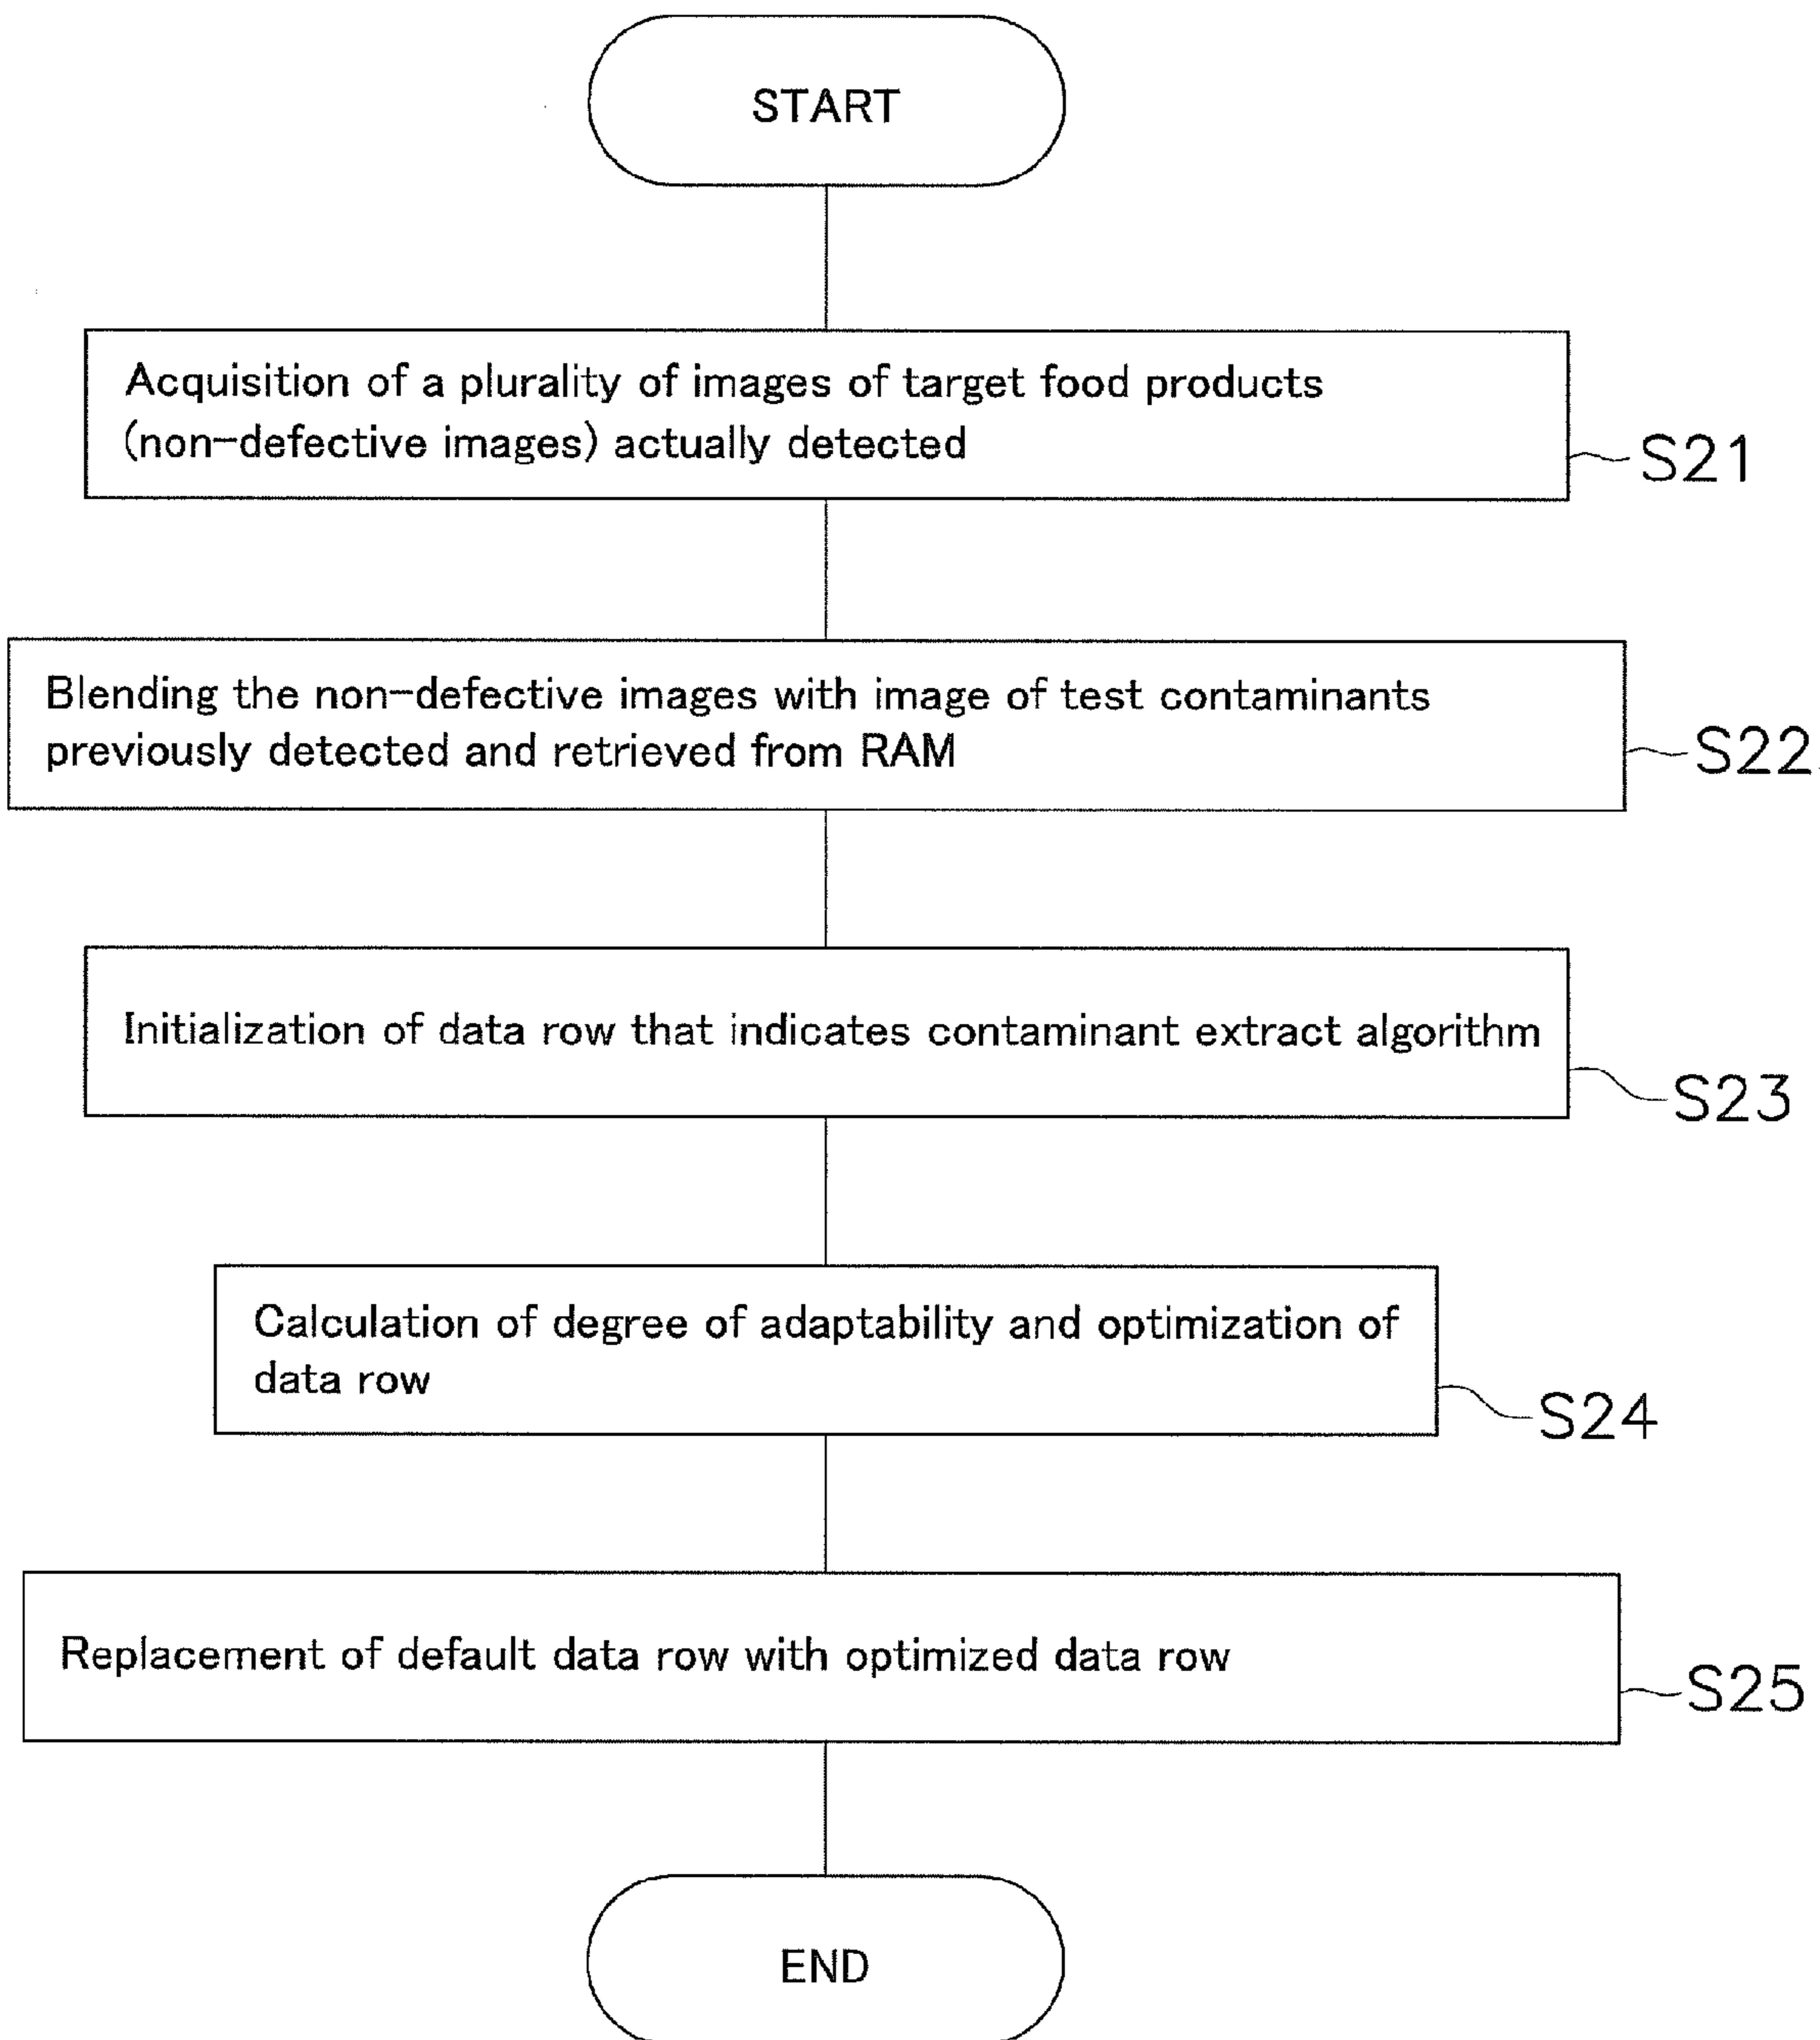 START
Acquisition of a plurality of images of target food products
(non-defective images) actually detected
S21
Blending the non-defective images with image of test contaminants
previously detected and retrieved from RAM
S22
Initialization of data row that indicates contaminant extract algorithm
S23
Calculation of degree of adaptability and optimization of
data row
S24
Replacement of default data row with optimized data row
S25
END